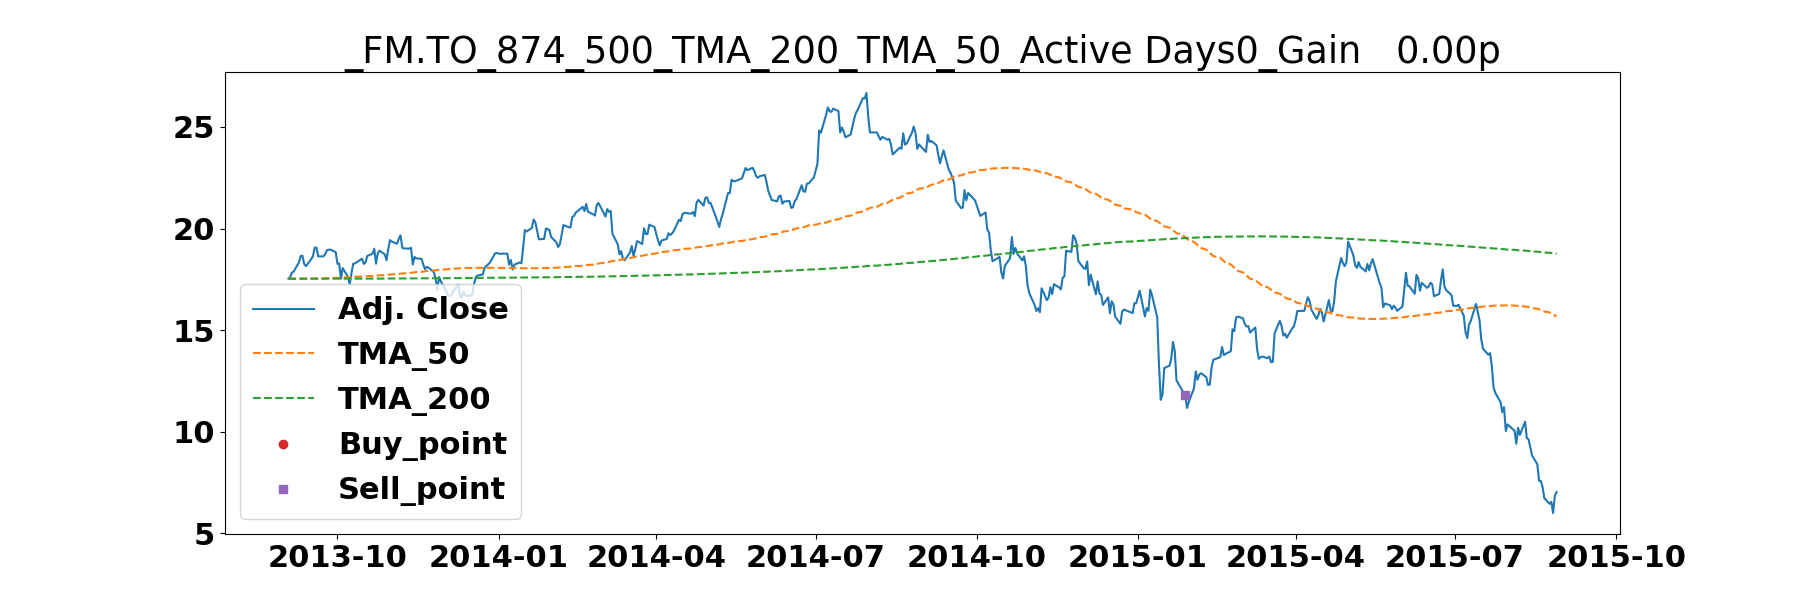 _FM.TO_874_500_TMA_200_TMA_50_Active Days0_Gain   0.00p
25
20
15
10
5
Adj. Close
TMA_50
TMA_200
Buy_point
Sell_point
2013-10 2014-01 2014-04 2014-07 2014-10 2015-01 2015-04 2015-07 2015-10